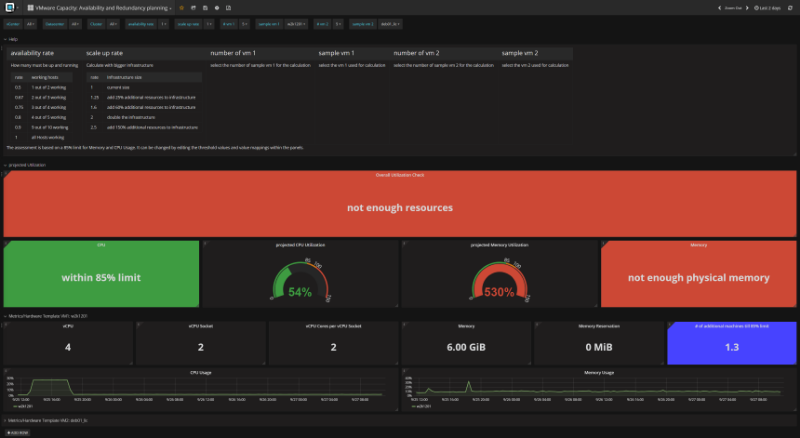 VMware Capacity: Availability and Redundancy planning
Zoom Out
Last 2 days
vCenter All
Datacenter All
Cluster All
availability rate 1
scale up rate 1
# vm 1 5
sample vm 1 w2k1201
# vm 2 5
sample vm 2
Help
availability rate
scale up rate
number of vm 1
sample vm 1
number of vm 2
sample vm 2
How many must be up and running
Calculate with bigger infrastructure
select the number of sample vm 1 for the calculation
select the vm 1 used for calculation
select the number of sample vm 2 for the calculation
select the vm 2 used for calculation
rate working hosts
rate infrastructure size
0.5 1 out of 2 working
1 current size
0.67 2 out of 3 working
1.25 add 25% additional resources to infrastructure
0.75 3 out of 4 working
1.5 add 50% additional resources to infrastructure
0.8 4 out of 5 working
2 double the infrastructure
0.9 9 out of 10 working
2.5 add 150% additional resources to infrastructure
1 all hosts working
The assessment is based on a 85% limit for Memory and CPU Usage. It can be changed by editing the threshold values and value mappings within the panels.
projected Utilization
Overall Utilization Check
not enough resources
CPU
within 85% limit
projected CPU Utilization
0 85 100
54%
projected Memory Utilization
0 85 100
530%
Memory
not enough physical memory
Metrics/Hardware Template VM1: w2k1201
vCPU
4
vCPU Socket
2
vCPU Cores per vCPU Socket
2
Memory
6.00 GiB
Memory Reservation
0 MiB
# of additional machines till 85% limit
1.3
CPU Usage
w2k1201
Memory Usage
w2k1201
ADD ROW